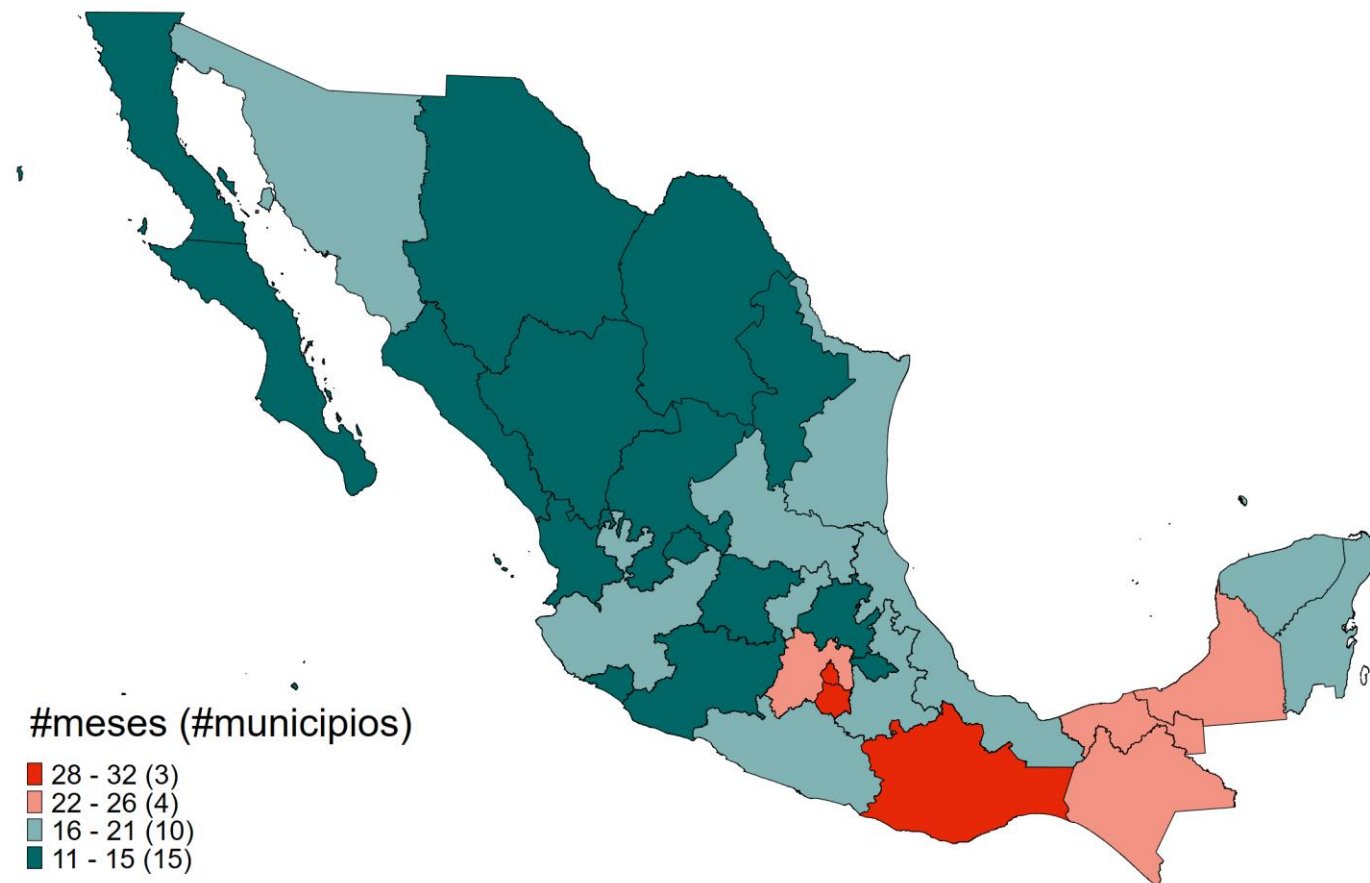 #meses (#municipios)
28 - 32 (3)
22 - 26 (4)
16 - 21 (10)
11 - 15 (15)